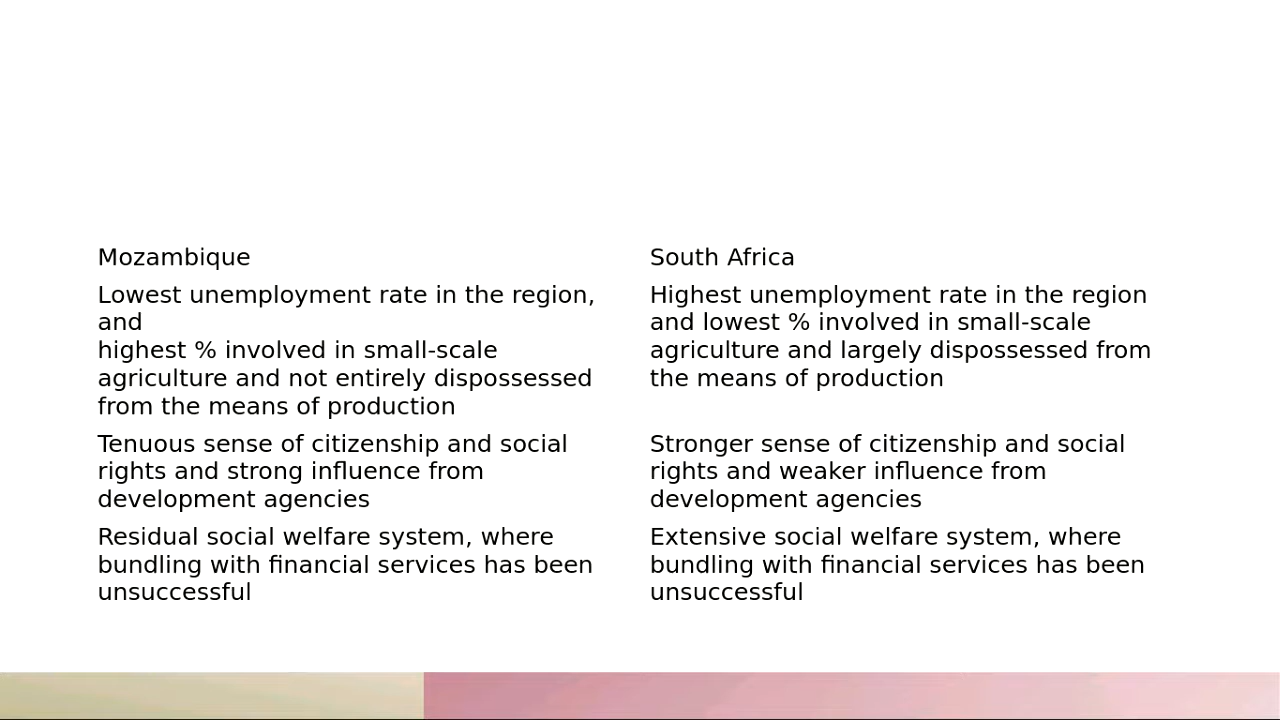 Mozambique
Lowest unemployment rate in the region,
and
highest % involved in small-scale
agriculture and not entirely dispossessed
from the means of production
Tenuous sense of citizenship and social
rights and strong influence from
development agencies
Residual social welfare system, where
bundling with financial services has been
unsuccessful
South Africa
Highest unemployment rate in the region
and lowest % involved in small-scale
agriculture and largely dispossessed from
the means of production
Stronger sense of citizenship and social
rights and weaker influence from
development agencies
Extensive social welfare system, where
bundling with financial services has been
unsuccessful